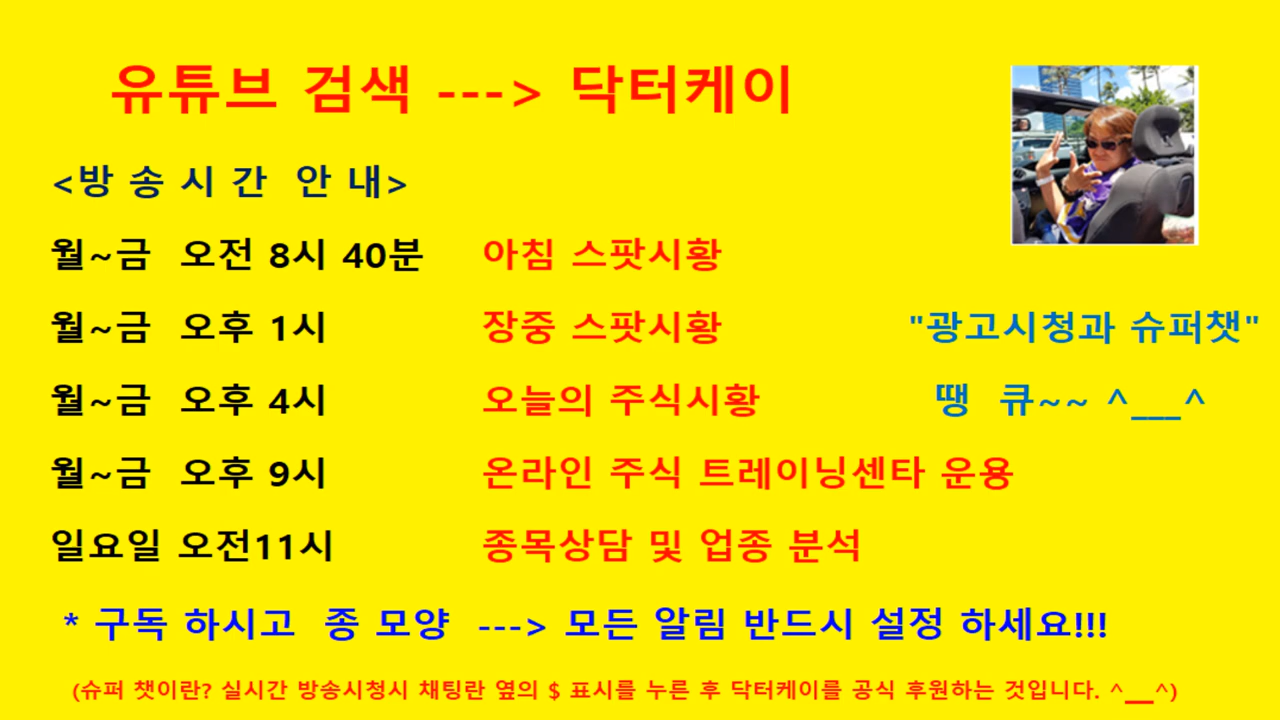 유튜브 검색 ---> 닥터케이
<방 송 시 간 안 내>
월~금 오전 8시 40분 아침 스팟시황
월~금 오후 1시 장중 스팟시황 "광고시청과 슈퍼챗"
월~금 오후 4시 오늘의 주식시황 땡 큐~~ ^___^
월~금 오후 9시 온라인 주식 트레이닝센타 운용
일요일 오전11시 종목상담 및 업종 분석
* 구독 하시고 종 모양 ---> 모든 알림 반드시 설정 하세요!!!
(슈퍼 챗이란? 실시간 방송시청시 채팅란 옆의 $ 표시를 누른 후 닥터케이를 공식 후원하는 것입니다. ^__^)